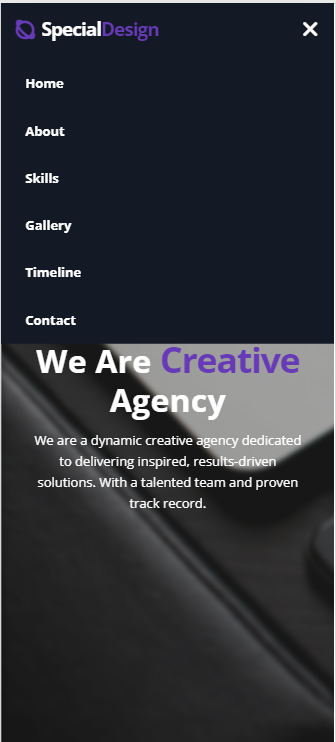 SpecialDesign
Home
About
Skills
Gallery
Timeline
Contact
We Are Creative
Agency
We are a dynamic creative agency dedicated
to delivering inspired, results-driven
solutions. With a talented team and proven
track record.